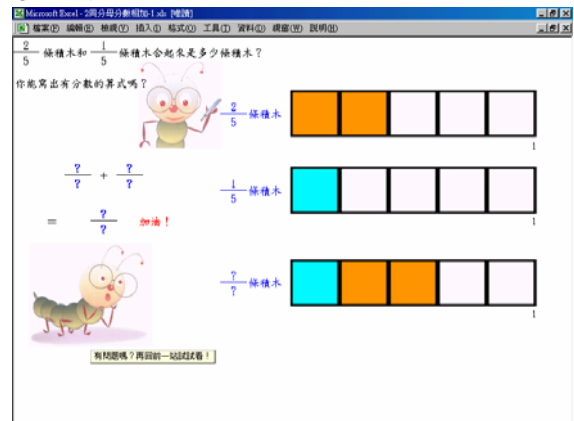 Microsoft Excel - 2同分母分數相加-1.xls [唯讀]
檔案(F) 編輯(E) 檢視(V) 插入(I) 格式(O) 工具(T) 資料(D) 視窗(W) 說明(H)
2/5 條積木和 1/5 條積木合起來是多少條積木？
你能寫出有分數的算式嗎？
2/5 條積木
1
?/? + ?/?
1/5 條積木
1
= ?/? 加油！
?/? 條積木
1
有問題嗎？再回前一站試試看！